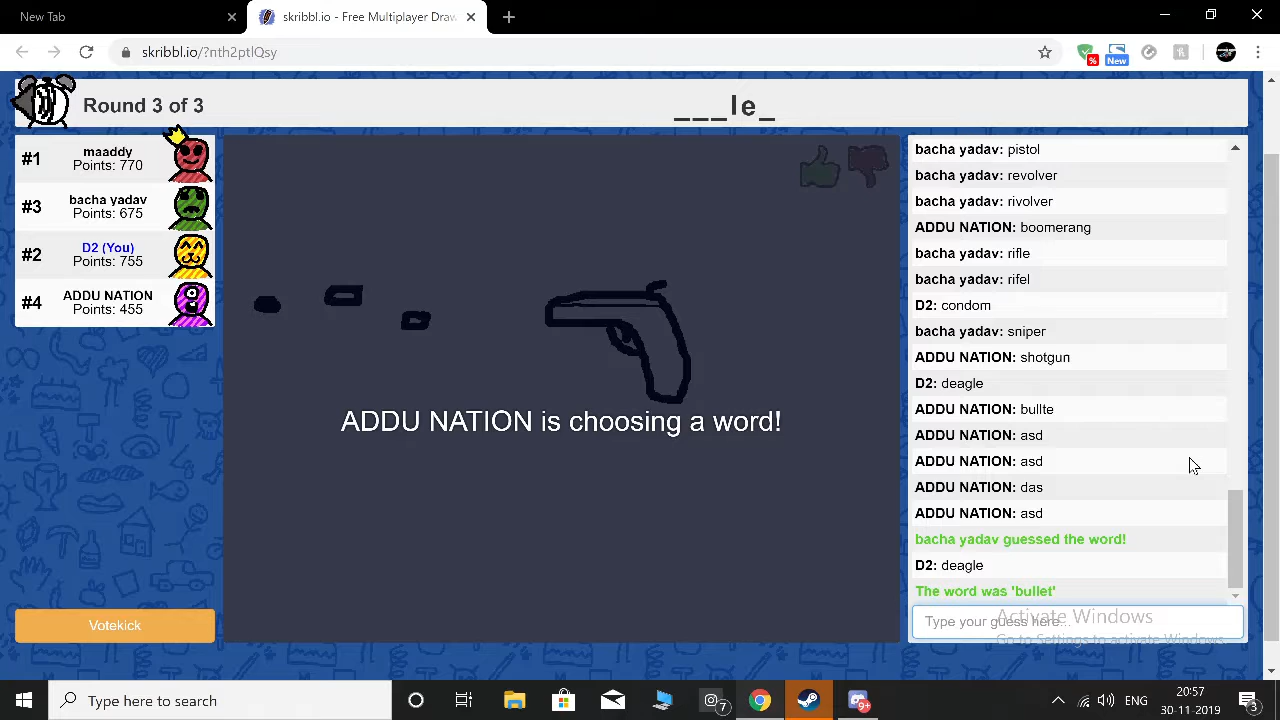 New Tab
skribbl.io - Free Multiplayer Draw
skribbl.io/?nth2ptlQsy
%
New
Round 3 of 3
___le_
#1
maaddy
Points: 770
#3
bacha yadav
Points: 675
#2
D2 (You)
Points: 755
#4
ADDU NATION
Points: 455
Votekick
ADDU NATION is choosing a word!
bacha yadav: pistol
bacha yadav: revolver
bacha yadav: rivolver
ADDU NATION: boomerang
bacha yadav: rifle
bacha yadav: rifel
D2: condom
bacha yadav: sniper
ADDU NATION: shotgun
D2: deagle
ADDU NATION: bullte
ADDU NATION: asd
ADDU NATION: asd
ADDU NATION: das
ADDU NATION: asd
bacha yadav guessed the word!
D2: deagle
The word was 'bullet'
Type your guess here...
Activate Windows
Go to Settings to activate Windows.
Type here to search
7
9+
ENG
20:57
30-11-2019
3